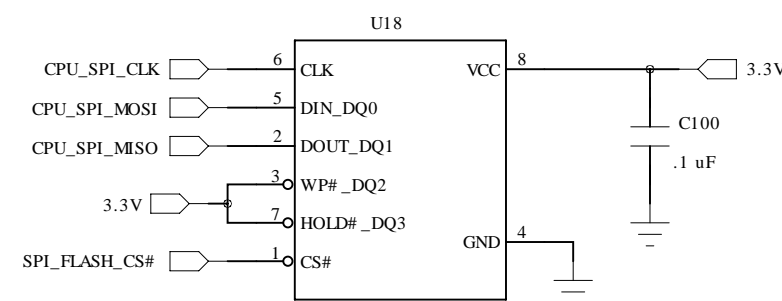 U18
CPU_SPI_CLK 6 CLK VCC 8 3.3V
CPU_SPI_MOSI 5 DIN_DQ0
C100
CPU_SPI_MISO 2 DOUT_DQ1
.1 uF
3 WP#_DQ2
3.3V
7 HOLD#_DQ3
GND 4
SPI_FLASH_CS# 1 CS#